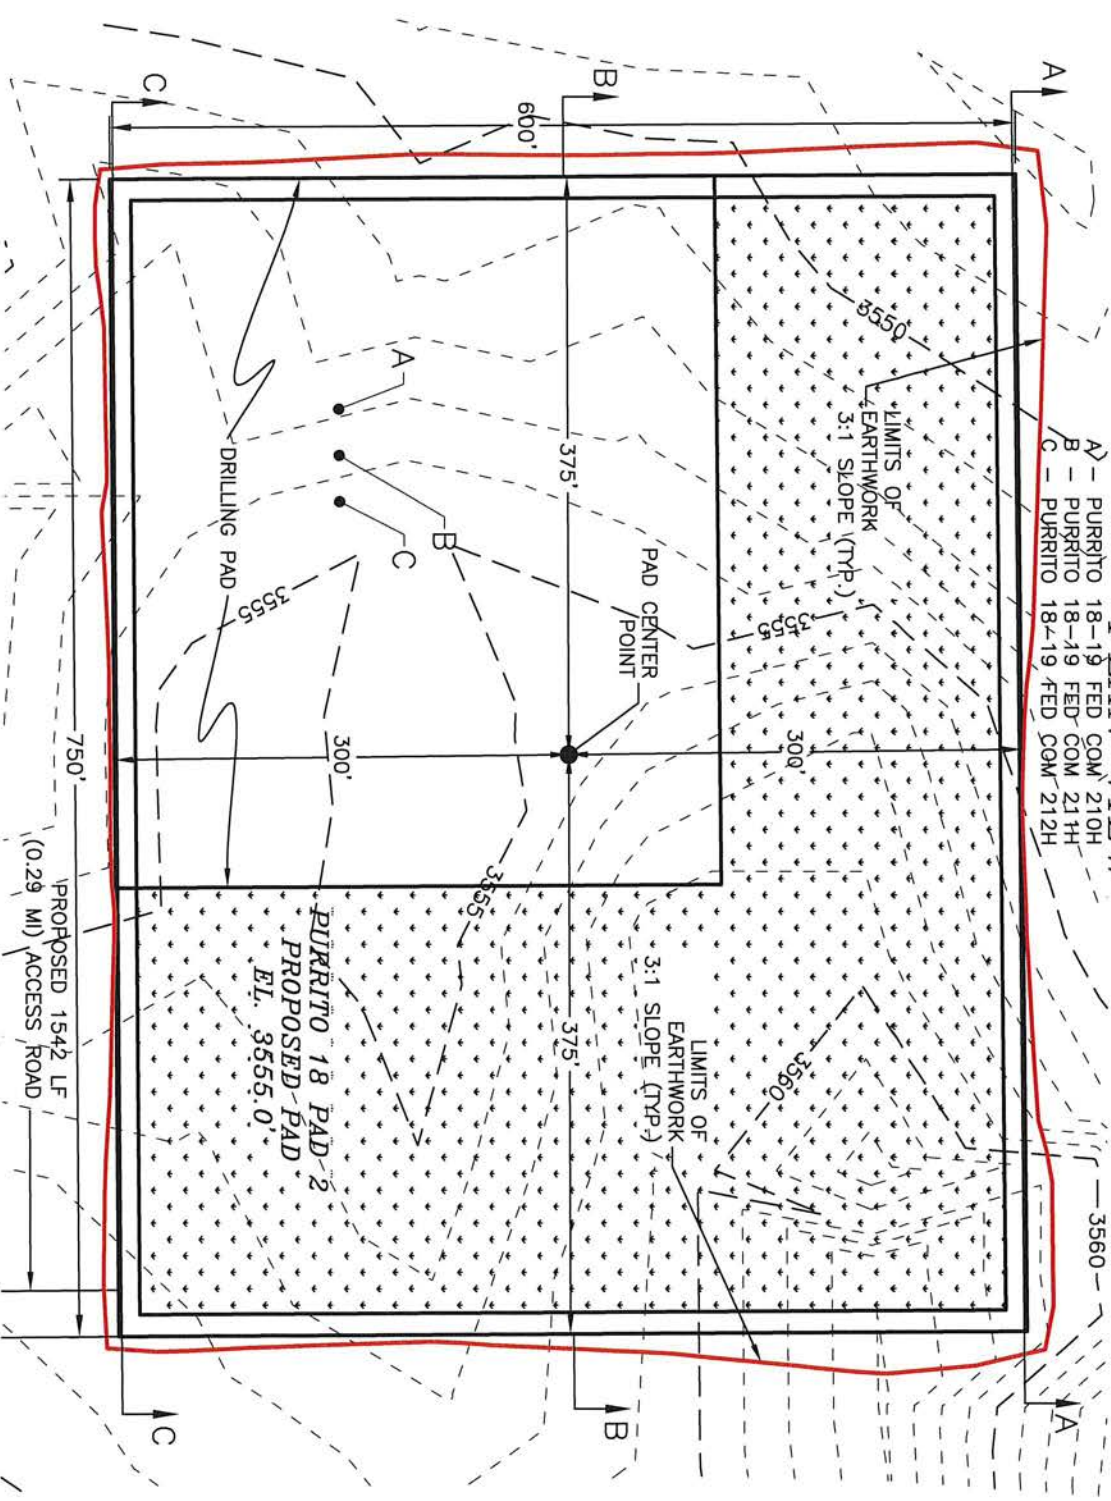 A - PURRITO 18-19 FED COM 210H
B - PURRITO 18-19 FED COM 211H
C - PURRITO 18-19 FED COM 212H
A
B
C
600'
3550
LIMITS OF
EARTHWORK
3:1 SLOPE (TYP.)
A
B
C
375'
DRILLING PAD
PAD CENTER
POINT
3555
3555
300'
300'
750'
3555
PURRITO 18 PAD 2
PROPOSED PAD
EL. 3555.0'
PROPOSED 1542 LF
(0.29 MI) ACCESS ROAD
375'
LIMITS OF
EARTHWORK
3:1 SLOPE (TYP.)
3560
3560
A
B
C